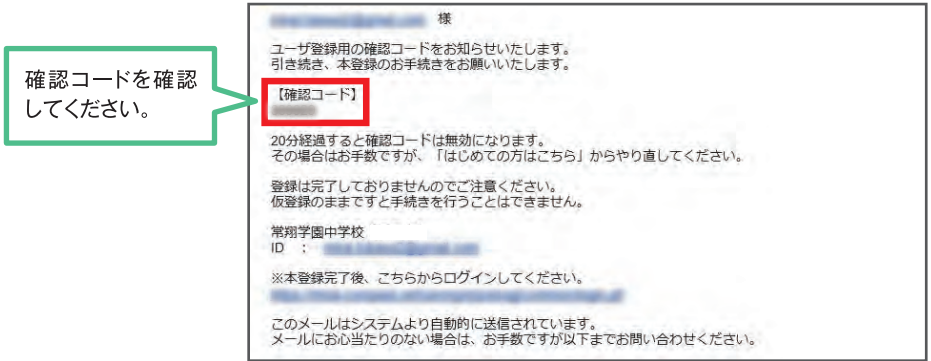 確認コードを確認
してください。
様
ユーザ登録用の確認コードをお知らせいたします。
引き続き、本登録のお手続きをお願いいたします。
【確認コード】
20分経過すると確認コードは無効になります。
その場合はお手数ですが、「はじめての方はこちら」からやり直してください。
登録は完了しておりませんのでご注意ください。
仮登録のままですと手続きを行うことはできません。
常翔学園中学校
ID ：
※本登録完了後、こちらからログインしてください。
このメールはシステムより自動的に送信されています。
メールにお心当たりのない場合は、お手数ですが以下までお問い合わせください。